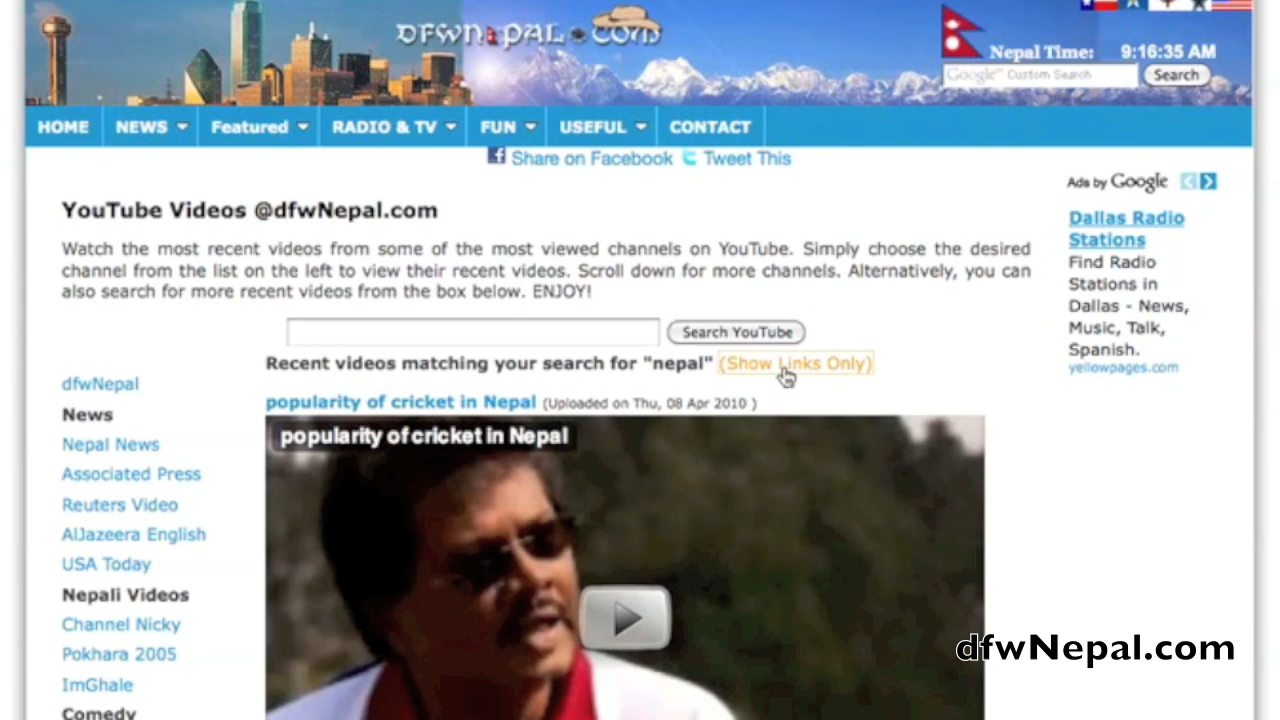 DFWNEPAL.COM
Nepal Time: 9:16:35 AM
Google™ Custom Search
Search
HOME NEWS Featured RADIO & TV FUN USEFUL CONTACT
Share on Facebook Tweet This
Ads by Google
YouTube Videos @dfwNepal.com
Watch the most recent videos from some of the most viewed channels on YouTube. Simply choose the desired
channel from the list on the left to view their recent videos. Scroll down for more channels. Alternatively, you can
also search for more recent videos from the box below. ENJOY!
Dallas Radio
Stations
Find Radio
Stations in
Dallas - News,
Music, Talk,
Spanish.
yellowpages.com
Search YouTube
Recent videos matching your search for "nepal" (Show Links Only)
popularity of cricket in Nepal (Uploaded on Thu, 08 Apr 2010 )
popularity of cricket in Nepal
dfwNepal
News
Nepal News
Associated Press
Reuters Video
AlJazeera English
USA Today
Nepali Videos
Channel Nicky
Pokhara 2005
ImGhale
Comedy
dfwNepal.com